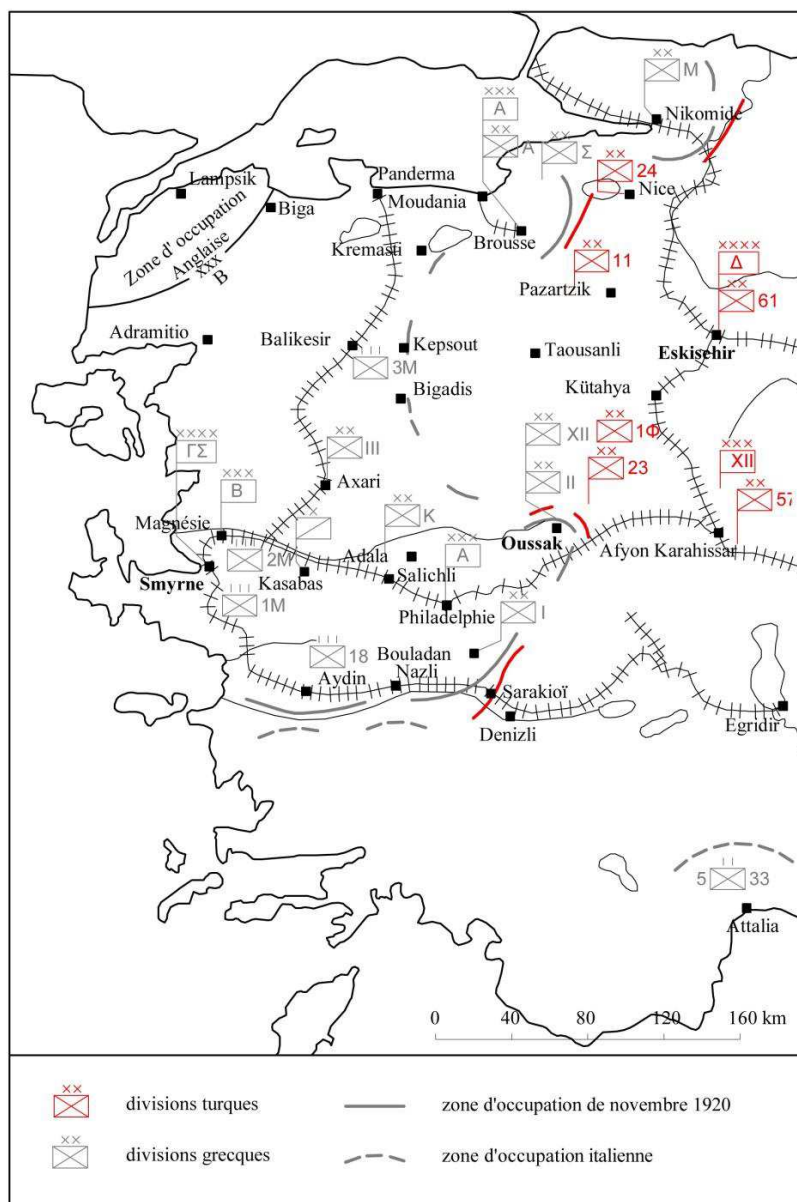 ×× M
Nikomide
××× A
×× A
×× Σ
×× 24
Nice
Lampsik
Panderma
Moudania
Biga
Zone d' occupation
Anglaise
xxx
B
Brousse
Kremasti
×× 11
Pazartzik
×××× Δ
×× 61
Eskisehir
Adramitio
Balikesir
Kepsout
Taousanli
3M
Bigadis
Kütahya
×××× ΓΣ
×× III
×× XII
×× 1Φ
×× II
×× 23
××× XII
×× 57
××× B
Axari
Magnésie
×× K
××
Oussak
Afyon Karahissar
2M
Adala
××× A
Smyrne
Kasabas
Salichli
Philadelphie
1M
×× I
18
Bouladan
Nazli
Aydin
Sarakioï
Denizli
Egridir
5 33
Attalia
0 40 80 120 160 km
×× divisions turques
zone d'occupation de novembre 1920
×× divisions grecques
zone d'occupation italienne